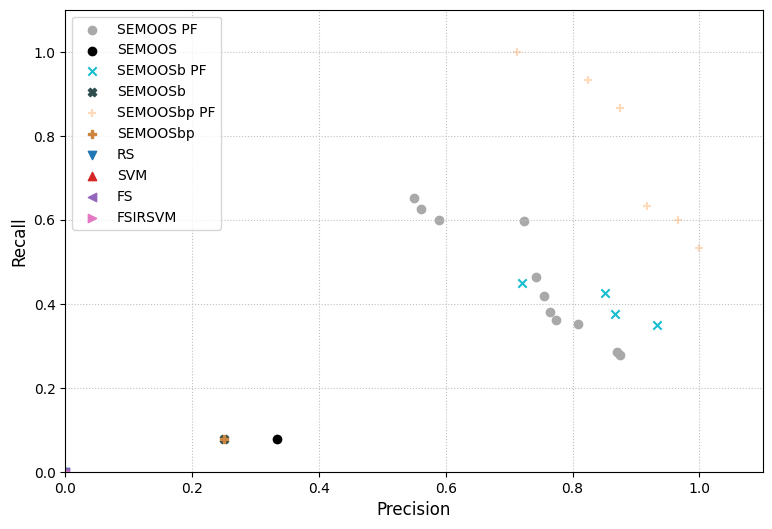 SEMOOS PF
SEMOOS
SEMOOSb PF
SEMOOSb
SEMOOSbp PF
SEMOOSbp
RS
SVM
FS
FSIRSVM
1.0
0.8
0.6
0.4
0.2
0.0
Recall
0.0 0.2 0.4 0.6 0.8 1.0
Precision